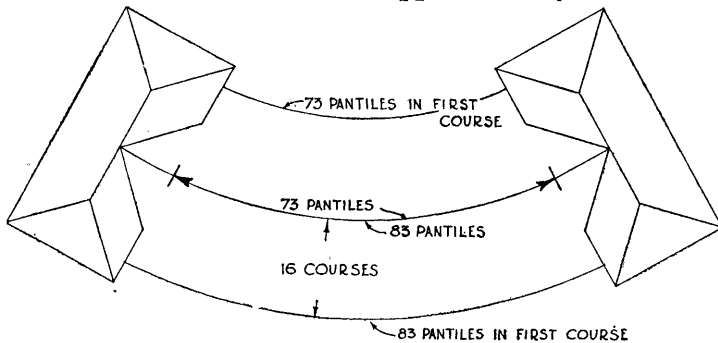 73 PANTILES IN FIRST
COURSE
73 PANTILES
83 PANTILES
16 COURSES
83 PANTILES IN FIRST COURSE